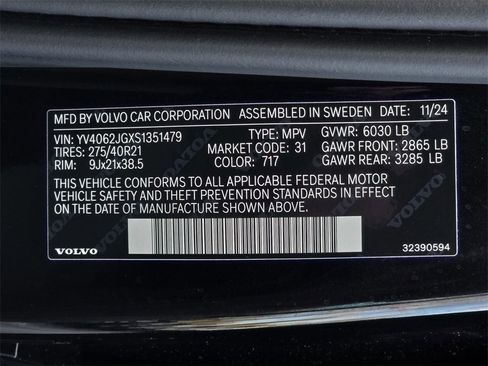 MFD BY VOLVO CAR CORPORATION ASSEMBLED IN SWEDEN DATE: 11/24
VIN: YV4062JGXS1351479 TYPE: MPV GVWR: 6030 LB
TIRES: 275/40R21 MARKET CODE: 31 GAWR FRONT: 2865 LB
RIM: 9Jx21x38.5 COLOR: 717 GAWR REAR: 3285 LB
THIS VEHICLE CONFORMS TO ALL APPLICABLE FEDERAL MOTOR
VEHICLE SAFETY AND THEFT PREVENTION STANDARDS IN EFFECT
ON THE DATE OF MANUFACTURE SHOWN ABOVE.
VOLVO 32390594